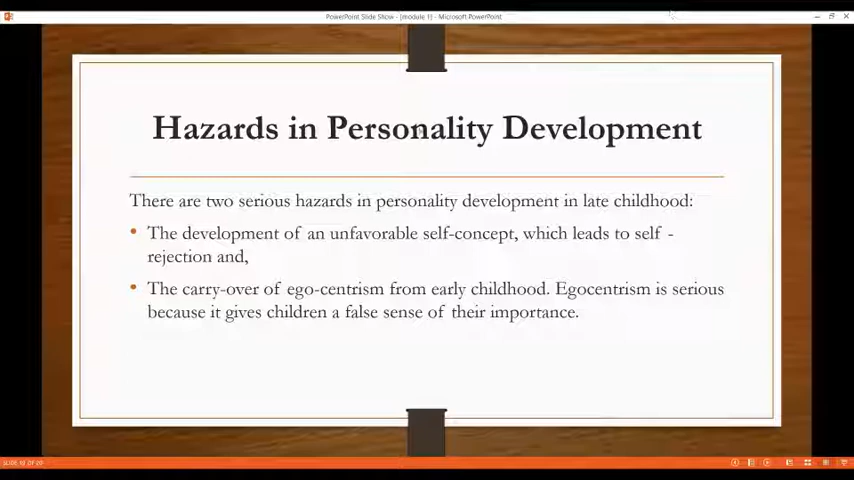 PowerPoint Slide Show - [module 1] - Microsoft PowerPoint
Hazards in Personality Development
There are two serious hazards in personality development in late childhood:
• The development of an unfavorable self-concept, which leads to self -
rejection and,
• The carry-over of ego-centrism from early childhood. Egocentrism is serious
because it gives children a false sense of their importance.